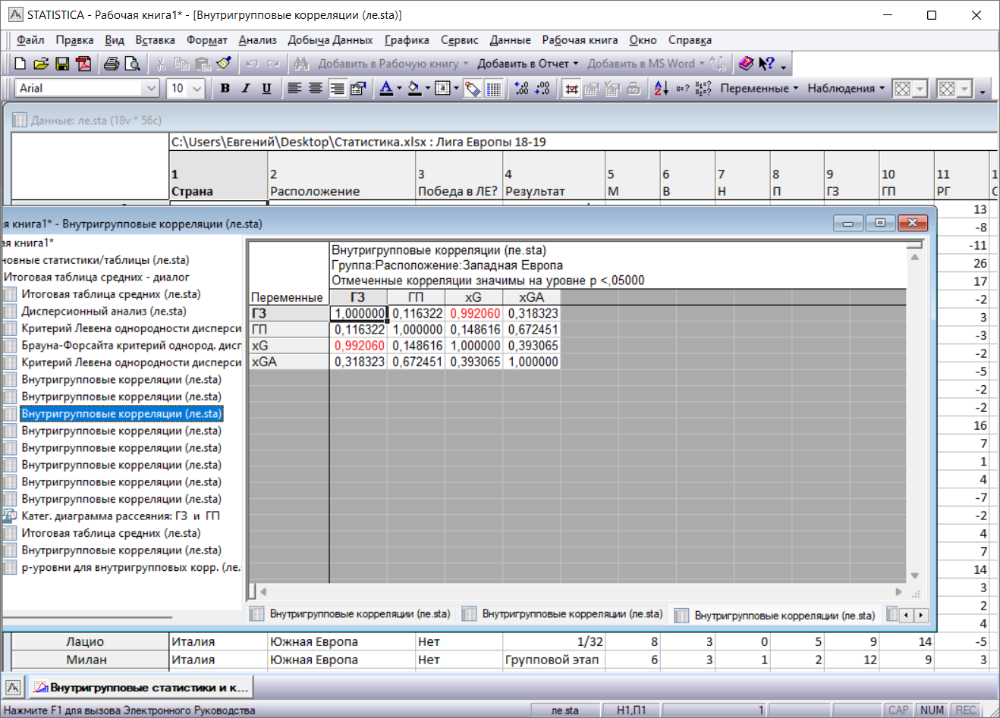 STATISTICA - Рабочая книга1* - [Внутригрупповые корреляции (ле.sta)]
Файл Правка Вид Вставка Формат Анализ Добыча Данных Графика Сервис Данные Рабочая книга Окно Справка
Добавить в Рабочую книгу Добавить в Отчет Добавить в MS Word
Arial 10 B I U Переменные Наблюдения
Данные: ле.sta (18v * 56c)
C:\Users\Евгений\Desktop\Статистика.xlsx : Лига Европы 18-19
1 2 3 4 5 6 7 8 9 10 11 1
Страна Расположение Победа в ЛЕ? Результат М В Н П ГЗ ГП РГ
13
-8
-11
26
17
-2
3
-3
-2
-5
-2
-2
16
7
1
4
-7
-2
4
7
14
3
2
4
я книга1* - Внутригрупповые корреляции (ле.sta)
ая книга1*
новные статистики/таблицы (ле.sta)
Итоговая таблица средних - диалог
Итоговая таблица средних (ле.sta)
Дисперсионный анализ (ле.sta)
Критерий Левена однородности дисперси
Брауна-Форсайта критерий однород. дисп
Критерий Левена однородности дисперси
Внутригрупповые корреляции (ле.sta)
Внутригрупповые корреляции (ле.sta)
Внутригрупповые корреляции (ле.sta)
Внутригрупповые корреляции (ле.sta)
Внутригрупповые корреляции (ле.sta)
Внутригрупповые корреляции (ле.sta)
Внутригрупповые корреляции (ле.sta)
Внутригрупповые корреляции (ле.sta)
Катег. диаграмма рассеяния: ГЗ и ГП
Итоговая таблица средних (ле.sta)
Внутригрупповые корреляции (ле.sta)
р-уровни для внутригрупповых корр. (ле.
Внутригрупповые корреляции (ле.sta)
Группа:Расположение:Западная Европа
Отмеченные корреляции значимы на уровне p <,05000
Переменные ГЗ ГП xG xGA
ГЗ 1,000000 0,116322 0,992060 0,318323
ГП 0,116322 1,000000 0,148616 0,672451
xG 0,992060 0,148616 1,000000 0,393065
xGA 0,318323 0,672451 0,393065 1,000000
Внутригрупповые корреляции (ле.sta) Внутригрупповые корреляции (ле.sta) Внутригрупповые корреляции (ле.sta)
Лацио Италия Южная Европа Нет 1/32 8 3 0 5 9 14 -5
Милан Италия Южная Европа Нет Групповой этап 6 3 1 2 12 9 3
Внутригрупповые статистики и к...
Нажмите F1 для вызова Электронного Руководства ле.sta Н1,П1 1 CAP NUM REC